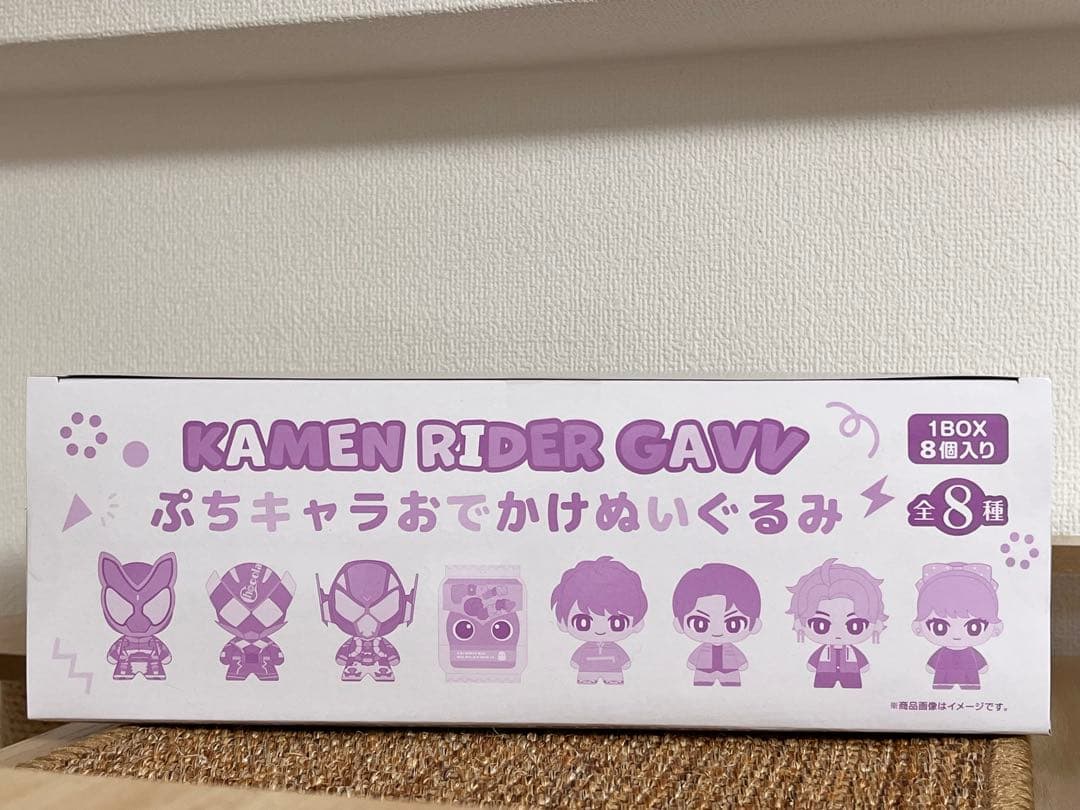 KAMEN RIDER GAVV
1BOX
8個入り
ぷちキャラおでかけぬいぐるみ
全8種
※商品画像はイメージです。